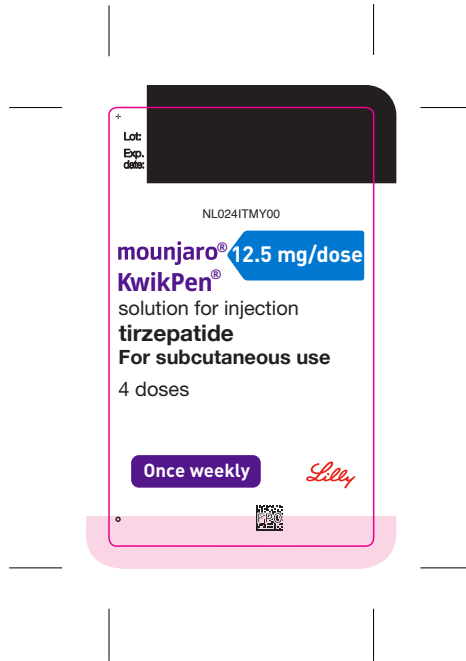 Lot:
Exp.
date:
NL024ITMY00
mounjaro® 12.5 mg/dose
KwikPen®
solution for injection
tirzepatide
For subcutaneous use
4 doses
Once weekly
Lilly